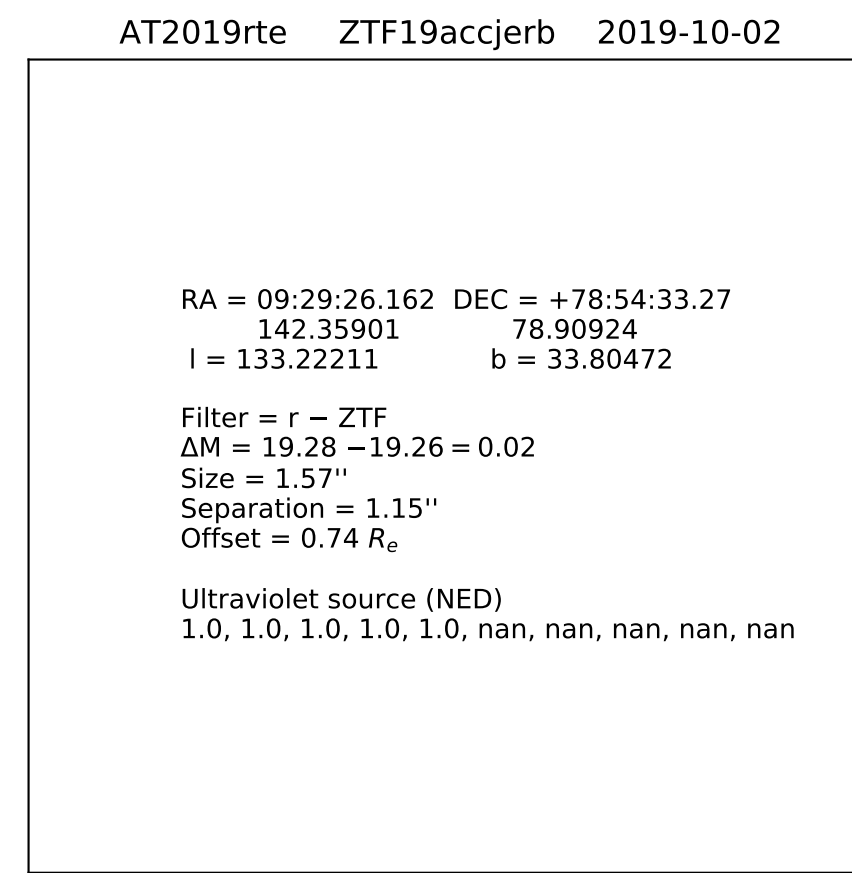 AT2019rte ZTF19accjerb 2019-10-02
RA = 09:29:26.162 DEC = +78:54:33.27
142.35901 78.90924
l = 133.22211 b = 33.80472
Filter = r − ZTF
ΔM = 19.28 −19.26 = 0.02
Size = 1.57''
Separation = 1.15''
Offset = 0.74 Re
Ultraviolet source (NED)
1.0, 1.0, 1.0, 1.0, 1.0, nan, nan, nan, nan, nan